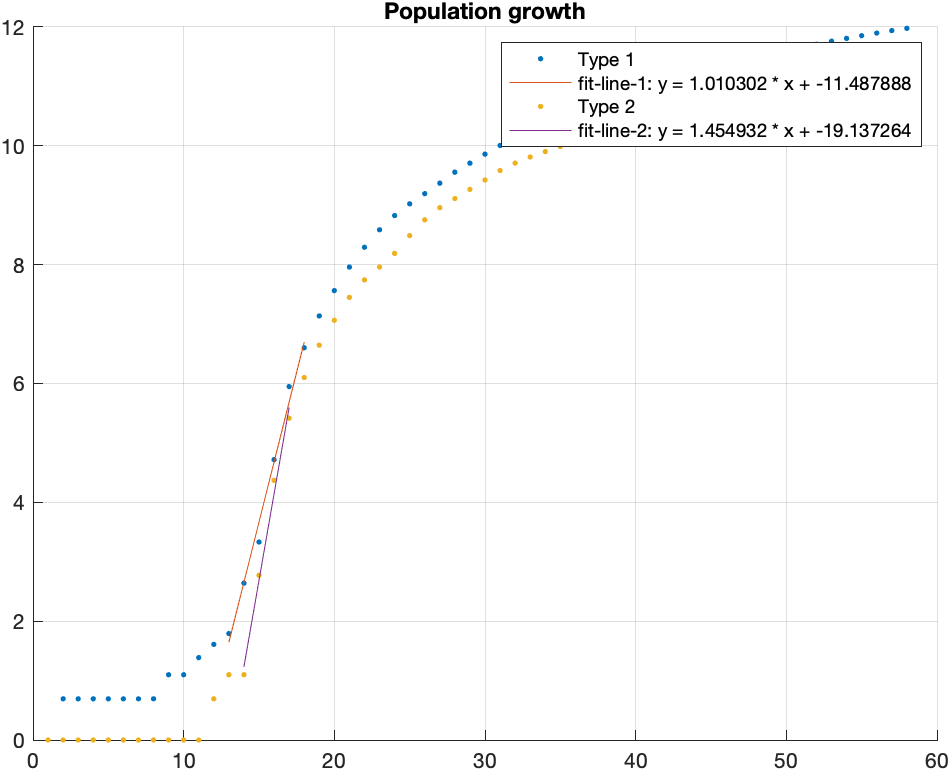 Population growth
12
10
8
6
4
2
0
Type 1
fit-line-1: y = 1.010302 * x + -11.487888
Type 2
fit-line-2: y = 1.454932 * x + -19.137264
0 10 20 30 40 50 60